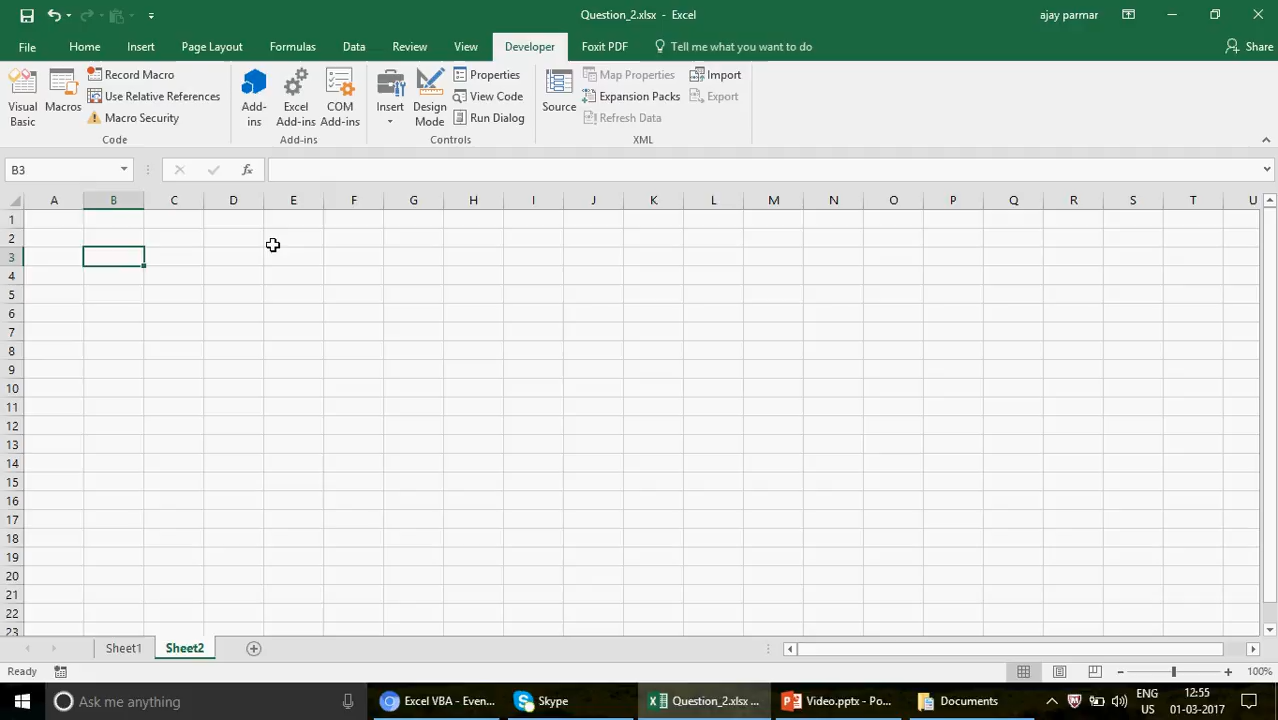 Question_2.xlsx - Excel
ajay parmar
File Home Insert Page Layout Formulas Data Review View Developer Foxit PDF Tell me what you want to do Share
Visual Basic
Macros
Record Macro
Use Relative References
Macro Security
Code
Add-ins
Excel Add-ins
COM Add-ins
Add-ins
Insert
Design Mode
Properties
View Code
Run Dialog
Controls
Source
Map Properties
Expansion Packs
Refresh Data
Import
Export
XML
B3
fx
A B C D E F G H I J K L M N O P Q R S T U
1
2
3
4
5
6
7
8
9
10
11
12
13
14
15
16
17
18
19
20
21
22
23
Sheet1 Sheet2
Ready
100%
Ask me anything
Excel VBA - Even...
Skype
Question_2.xlsx ...
Video.pptx - Po...
Documents
ENG
US
12:55
01-03-2017